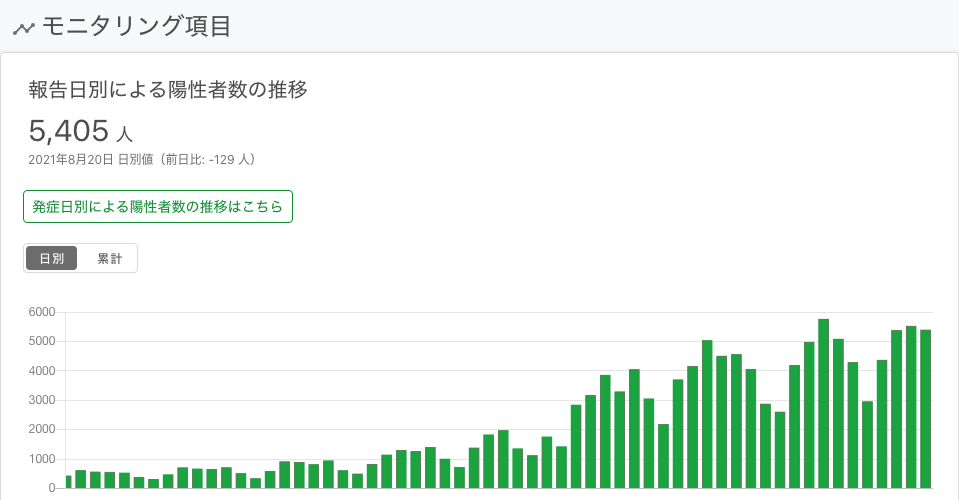 モニタリング項目
報告日別による陽性者数の推移
5,405 人
2021年8月20日 日別値（前日比: -129 人）
発症日別による陽性者数の推移はこちら
日別 累計
6000
5000
4000
3000
2000
1000
0